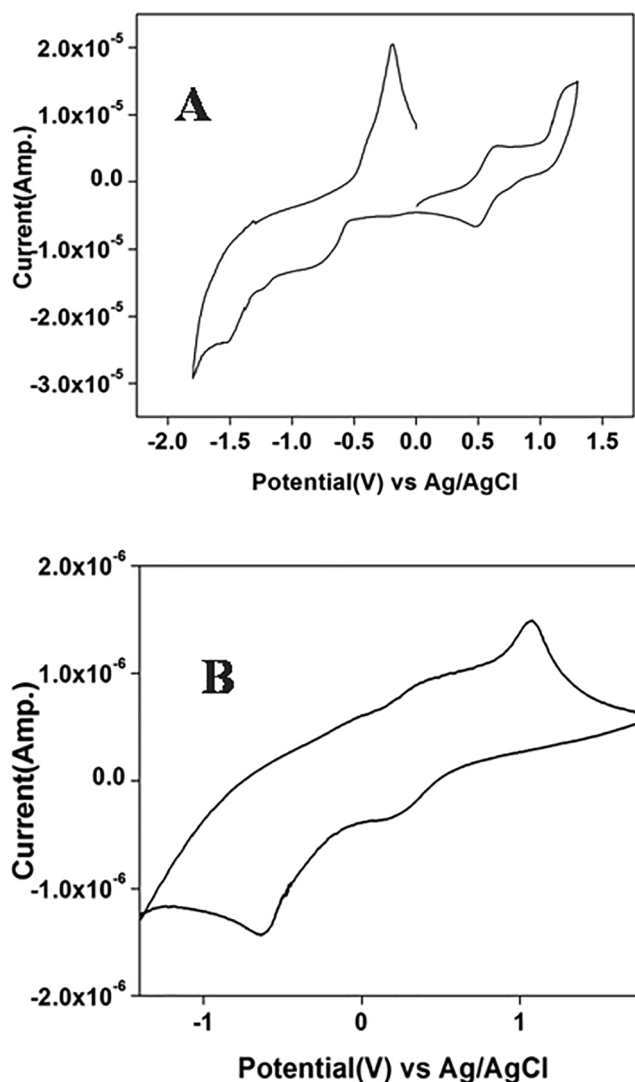 2.0x10⁻⁵
A
1.0x10⁻⁵
0.0
-1.0x10⁻⁵
-2.0x10⁻⁵
-3.0x10⁻⁵
Current(Amp.)
-2.0 -1.5 -1.0 -0.5 0.0 0.5 1.0 1.5
Potential(V) vs Ag/AgCl
2.0x10⁻⁶
B
1.0x10⁻⁶
0.0
-1.0x10⁻⁶
-2.0x10⁻⁶
Current(Amp.)
-1 0 1
Potential(V) vs Ag/AgCl